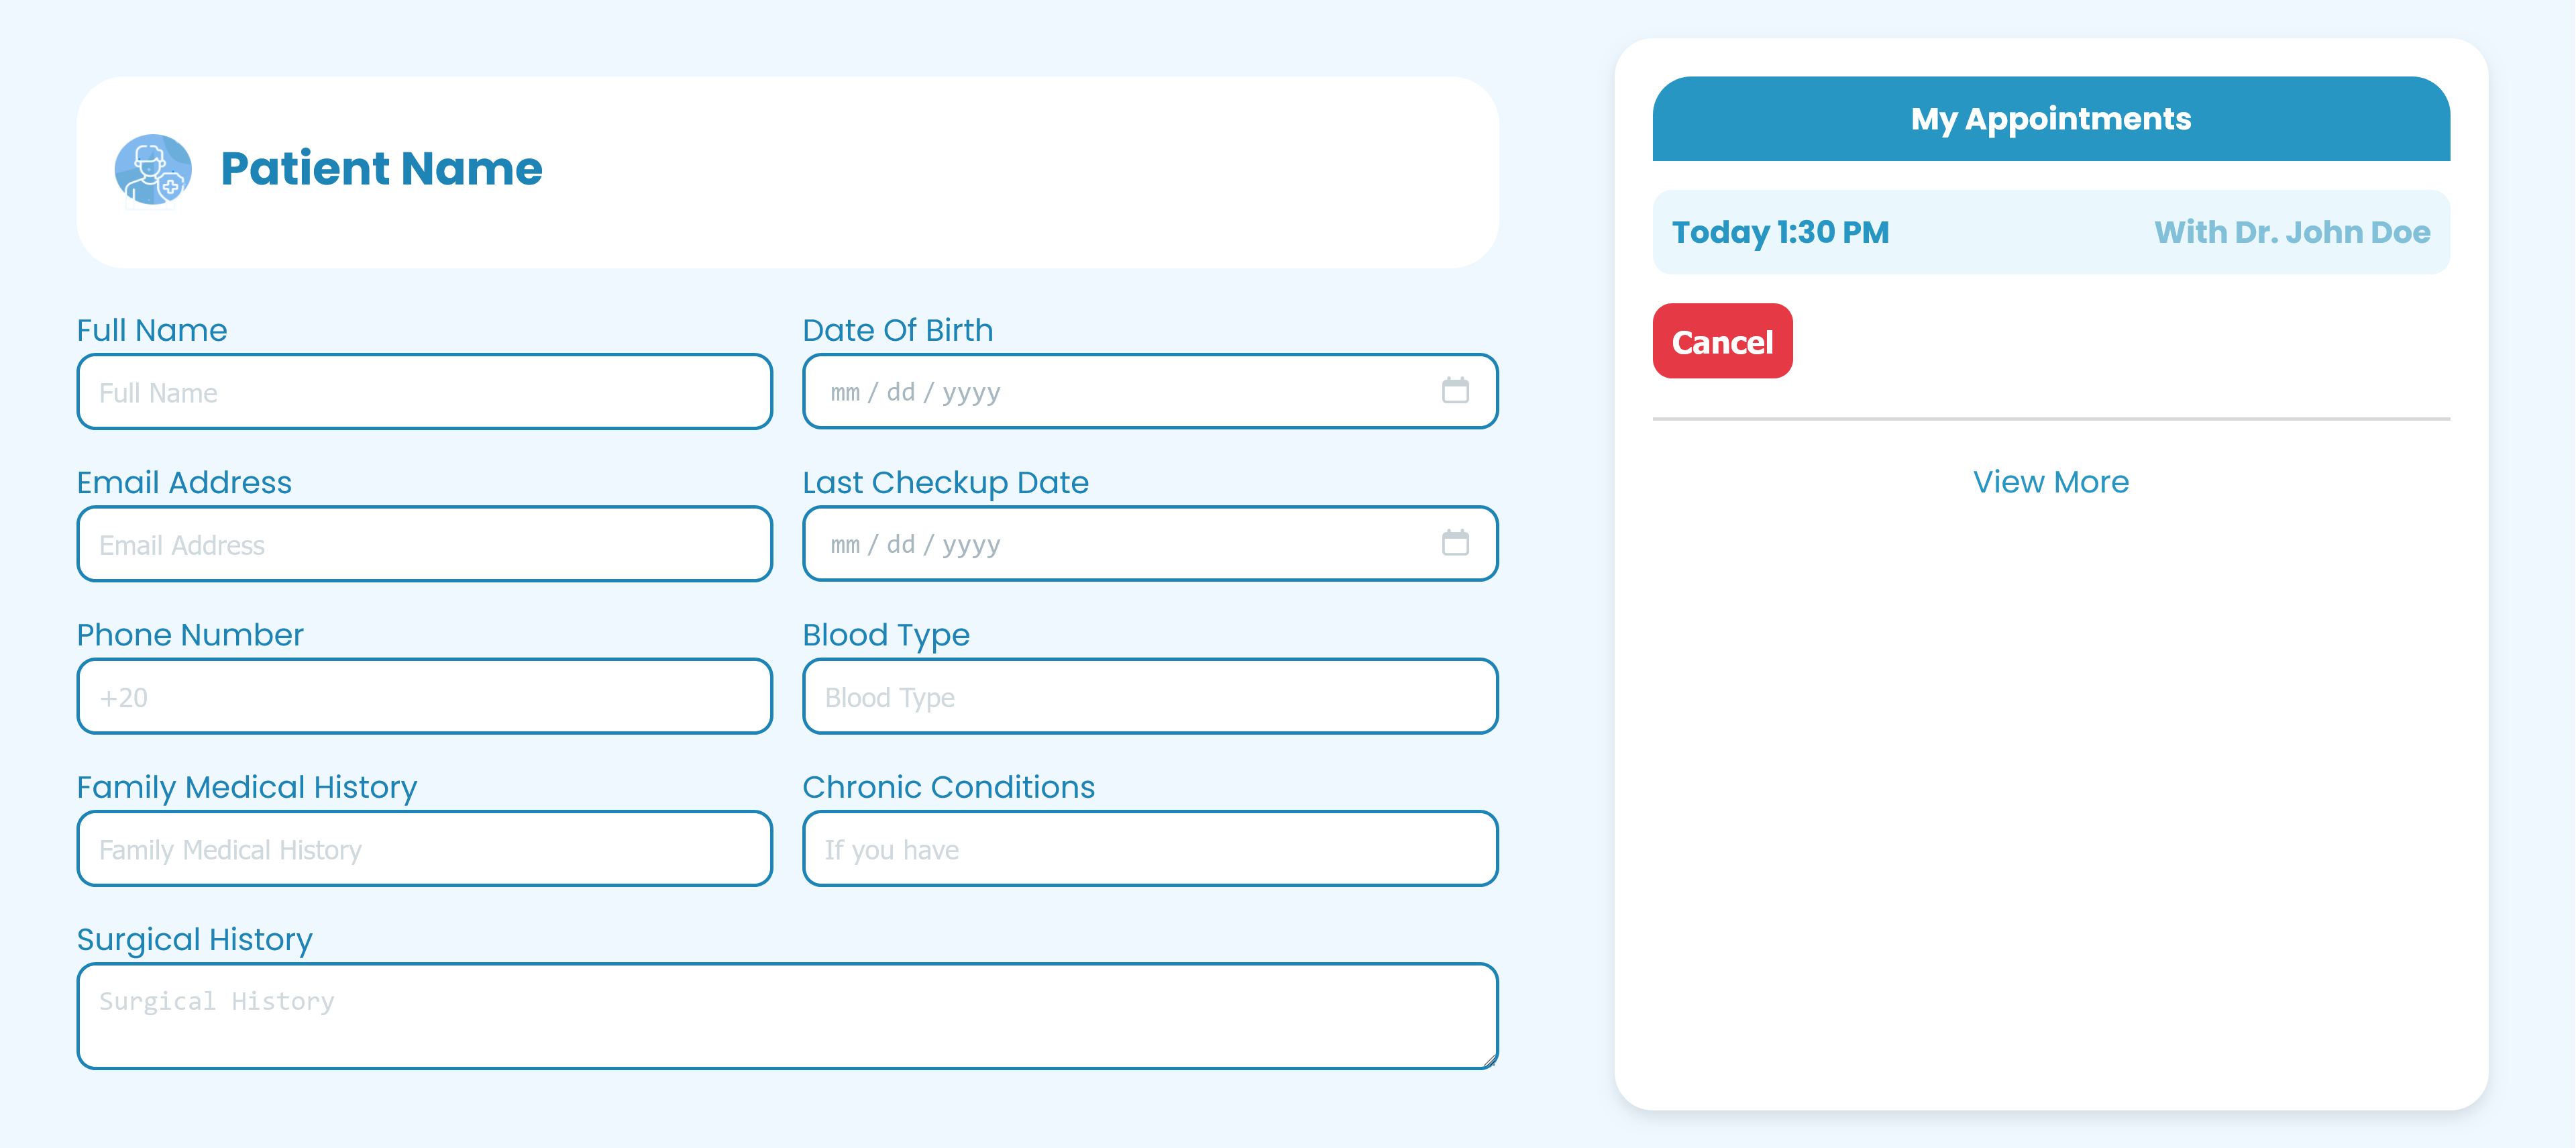 Patient Name
Full Name
Full Name
Date Of Birth
mm / dd / yyyy
Email Address
Email Address
Last Checkup Date
mm / dd / yyyy
Phone Number
+20
Blood Type
Blood Type
Family Medical History
Family Medical History
Chronic Conditions
If you have
Surgical History
Surgical History
My Appointments
Today 1:30 PM
With Dr. John Doe
Cancel
View More